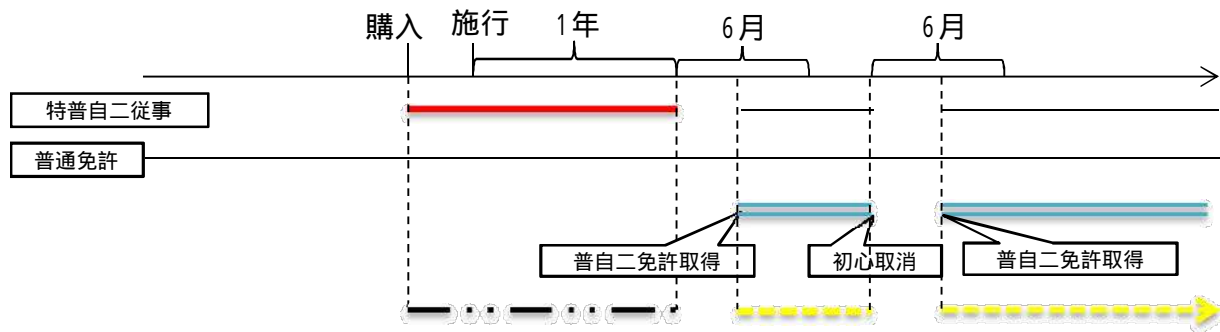 購入 施行 1年 6月 6月
特普自二従事
普通免許
普自二免許取得 初心取消 普自二免許取得